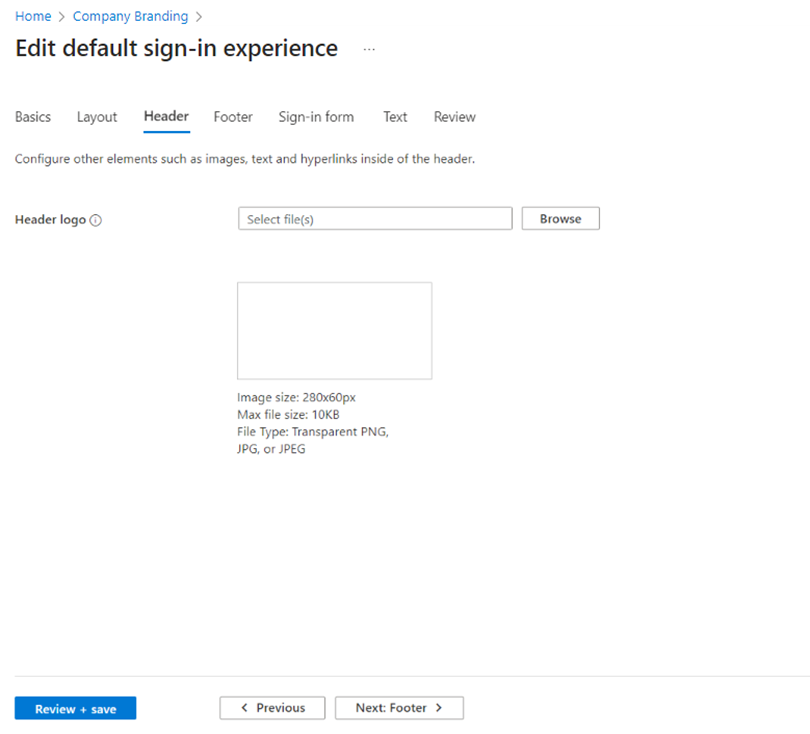 Home > Company Branding >
Edit default sign-in experience ...
Basics Layout Header Footer Sign-in form Text Review
Configure other elements such as images, text and hyperlinks inside of the header.
Header logo Select file(s) Browse
Image size: 280x60px
Max file size: 10KB
File Type: Transparent PNG,
JPG, or JPEG
Review + save < Previous Next: Footer >